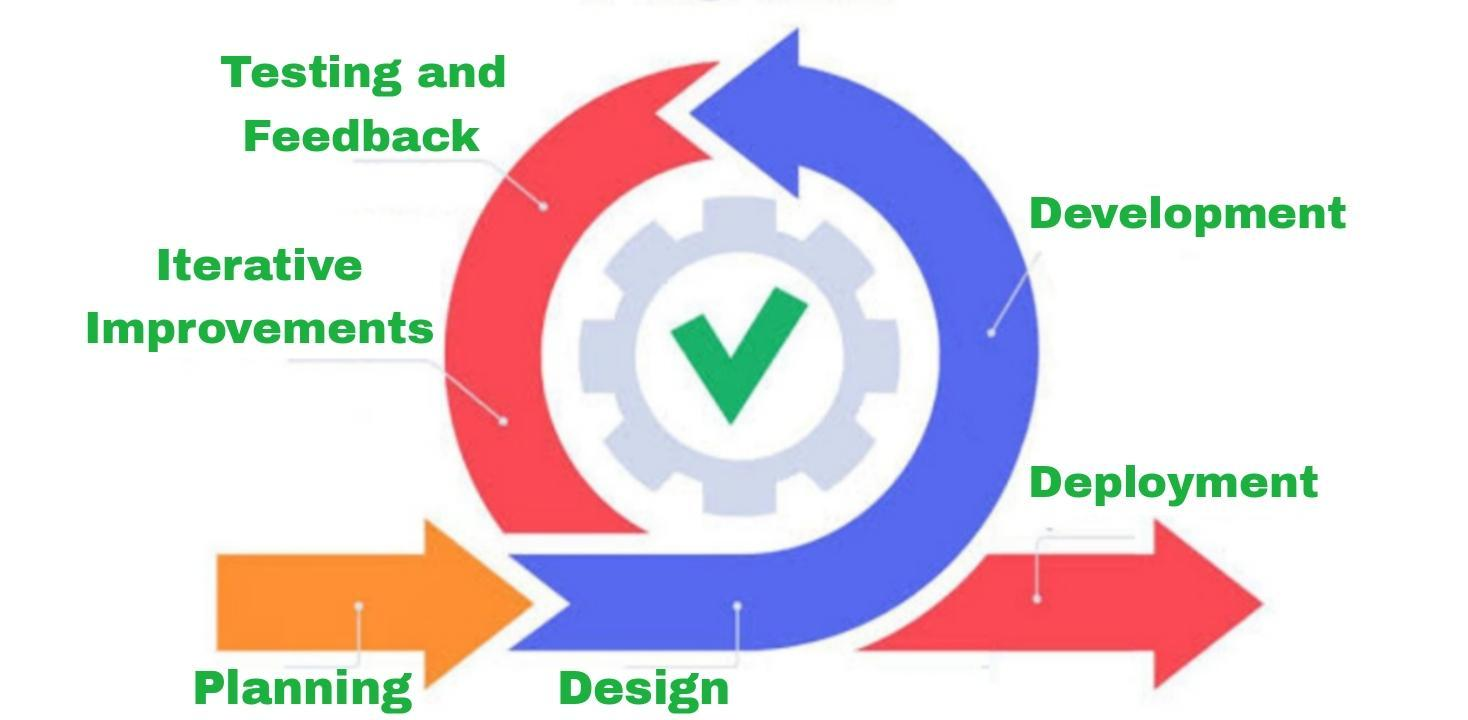 Testing and
Feedback
Iterative
Improvements
Development
Deployment
Planning
Design